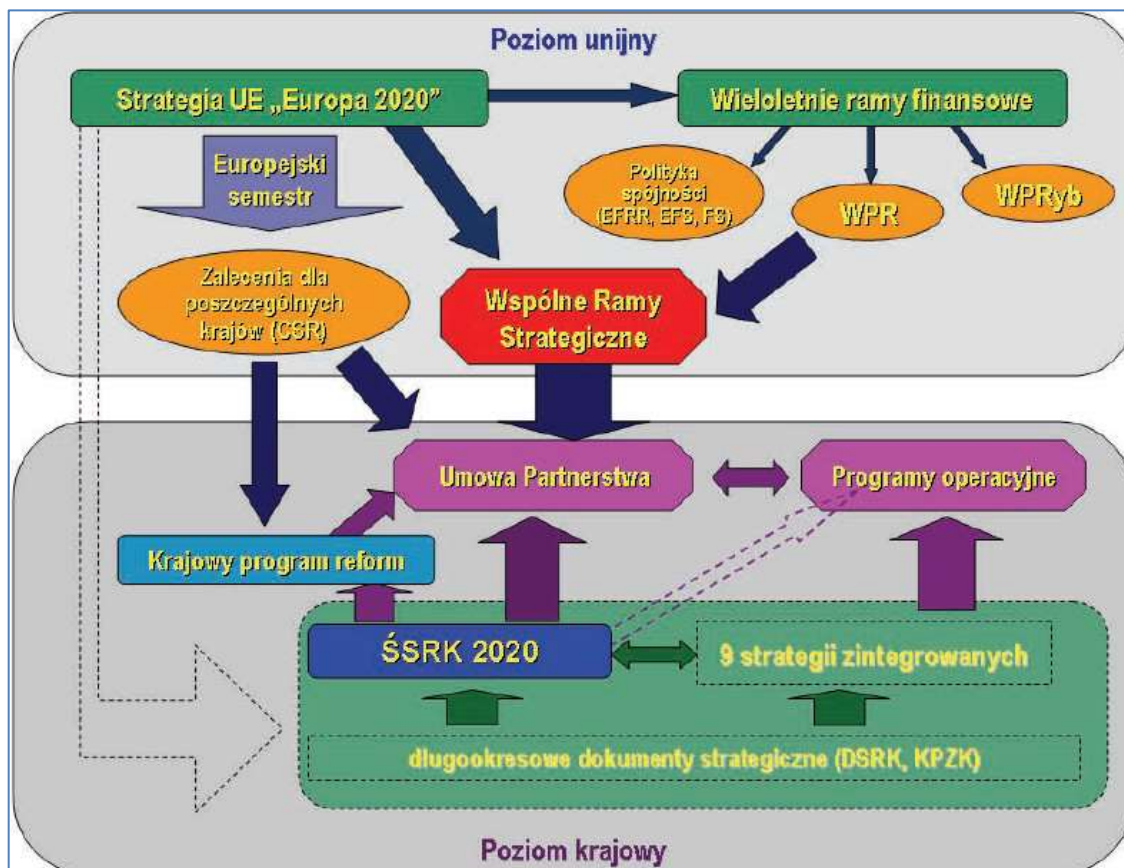 Poziom unijny
Strategia UE „Europa 2020”
Wieloletnie ramy finansowe
Europejski
semestr
Polityka
spójności
(EFRR, EFS, FS)
WPR
WPRyb
Zalecenia dla
poszczególnych
krajów (CSR)
Wspólne Ramy
Strategiczne
Umowa Partnerstwa
Programy operacyjne
Krajowy program reform
ŚSRK 2020
9 strategii zintegrowanych
długookresowe dokumenty strategiczne (DSRK, KPZK)
Poziom krajowy